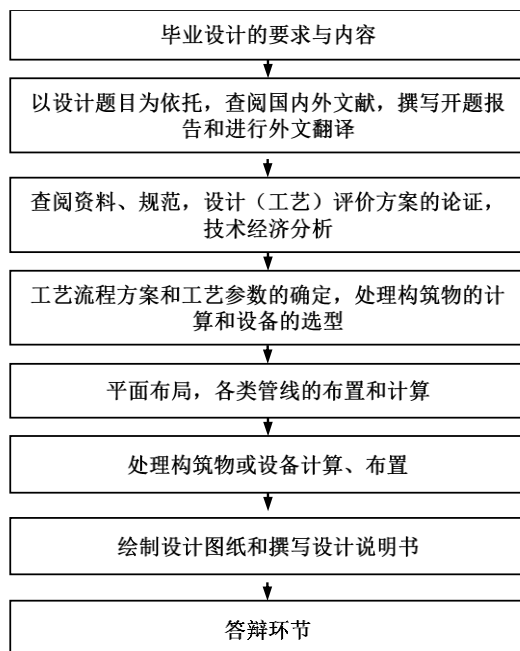 毕业设计的要求与内容
以设计题目为依托，查阅国内外文献，撰写开题报
告和进行外文翻译
查阅资料、规范，设计（工艺）评价方案的论证，
技术经济分析
工艺流程方案和工艺参数的确定，处理构筑物的计
算和设备的选型
平面布局，各类管线的布置和计算
处理构筑物或设备计算、布置
绘制设计图纸和撰写设计说明书
答辩环节